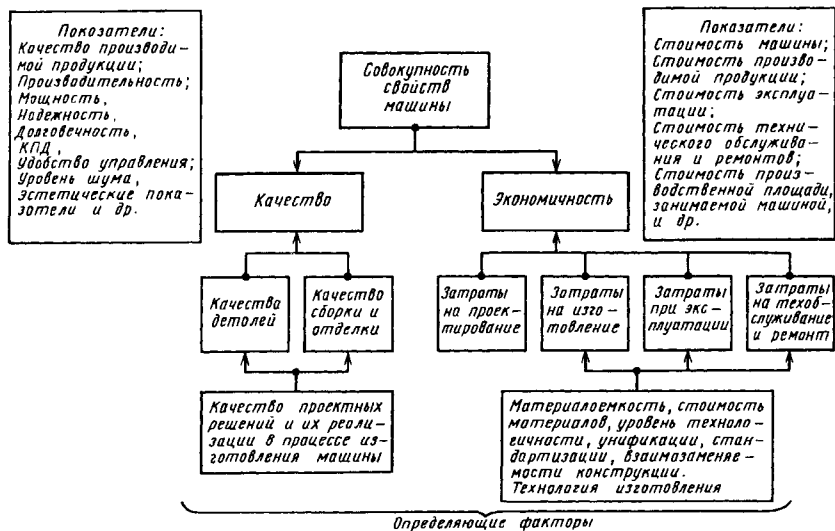 Показатели:
Качество производи-
мой продукции;
Производительность;
Мощность,
Надежность,
Долговечность,
КПД,
Удобство управления;
Уровень шума,
Эстетические пока
затели и др.
Совокупность
свойств
машины
Показатели:
Стоимость машины;
Стоимость произво-
димой продукции;
Стоимость эксплуа-
тации;
Стоимость техни-
ческого обслужива-
ния и ремонтов;
Стоимость произ-
водственной площади,
занимаемой машиной,
и др.
Качество
Экономичность
Качества
деталей
Качество
сборки и
отделки
Затраты
на проек-
тирование
Затраты
на изго-
товление
Затраты
при экс-
плуатации
Затраты
на техоб-
служивание
и ремонт
Качество проектных
решений и их реали-
зации в процессе из-
готовления машины
Материалоемкость, стоимость
материалов, уровень технолo-
гичности, унификации, стан-
дартизации, взаимазаменяе-
мости конструкции.
Технология изготовления
Определяющие факторы